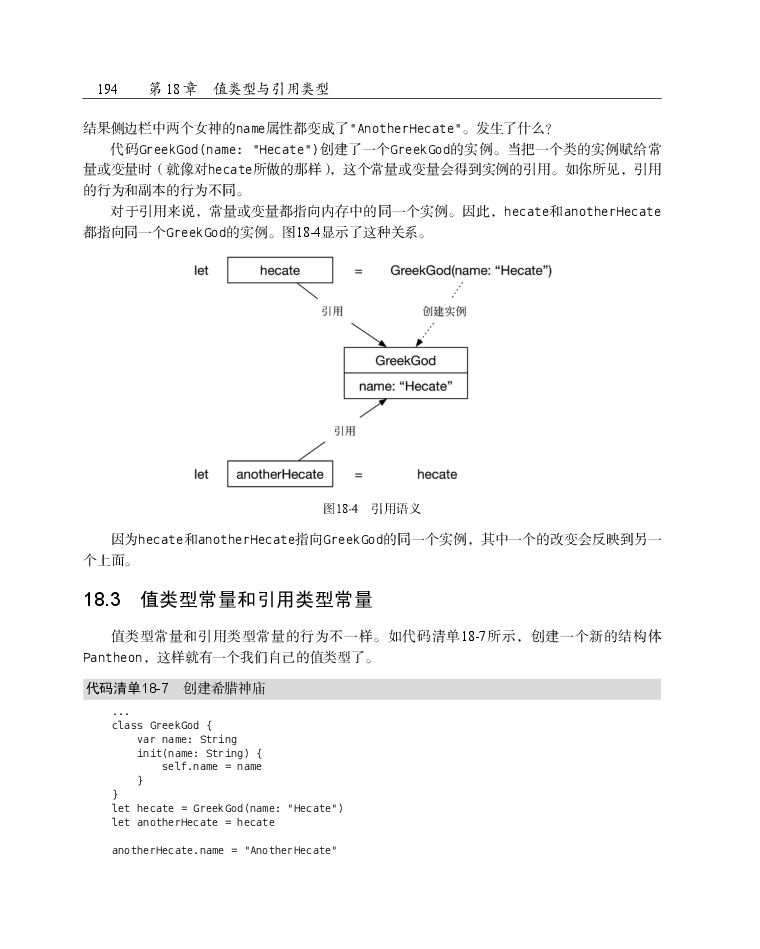 194 第 18 章 值类型与引用类型
结果侧边栏中两个女神的name属性都变成了"AnotherHecate"。发生了什么？
代码GreekGod(name: "Hecate")创建了一个GreekGod的实例。当把一个类的实例赋给常
量或变量时（就像对hecate所做的那样），这个常量或变量会得到实例的引用。如你所见，引用
的行为和副本的行为不同。
对于引用来说，常量或变量都指向内存中的同一个实例。因此，hecate和anotherHecate
都指向同一个GreekGod的实例。图18-4显示了这种关系。
let hecate = GreekGod(name: “Hecate”)
引用 创建实例
GreekGod
name: “Hecate”
引用
let anotherHecate = hecate
图18-4 引用语义
因为hecate和anotherHecate指向GreekGod的同一个实例，其中一个的改变会反映到另一
个上面。
18.3 值类型常量和引用类型常量
值类型常量和引用类型常量的行为不一样。如代码清单18-7所示，创建一个新的结构体
Pantheon，这样就有一个我们自己的值类型了。
代码清单18-7 创建希腊神庙
...
class GreekGod {
var name: String
init(name: String) {
self.name = name
}
}
let hecate = GreekGod(name: "Hecate")
let anotherHecate = hecate
anotherHecate.name = "AnotherHecate"